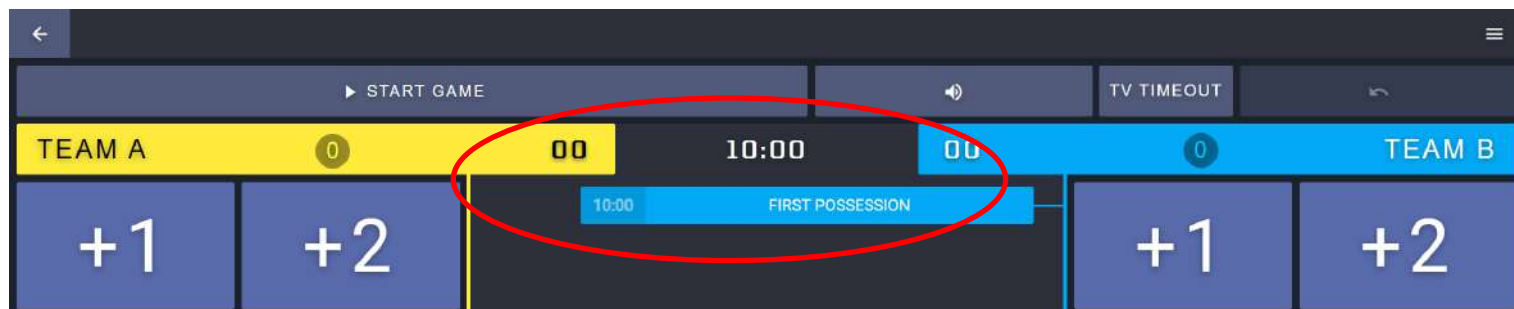 START GAME TV TIMEOUT
TEAM A 0 00 10:00 00 0 TEAM B
10:00 FIRST POSSESSION
+1 +2 +1 +2